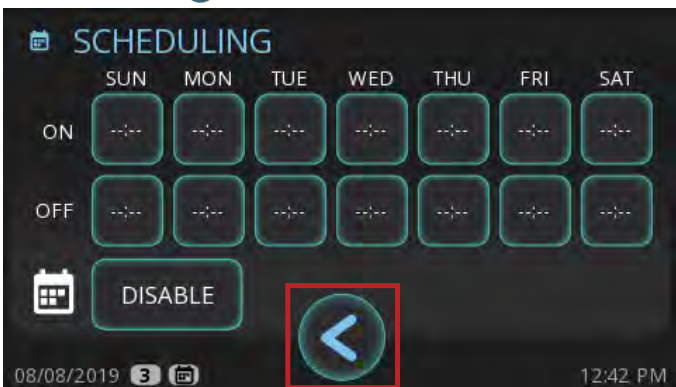 SCHEDULING
SUN MON TUE WED THU FRI SAT
ON --:-- --:-- --:-- --:-- --:-- --:-- --:--
OFF --:-- --:-- --:-- --:-- --:-- --:-- --:--
DISABLE
08/08/2019 3 12:42 PM